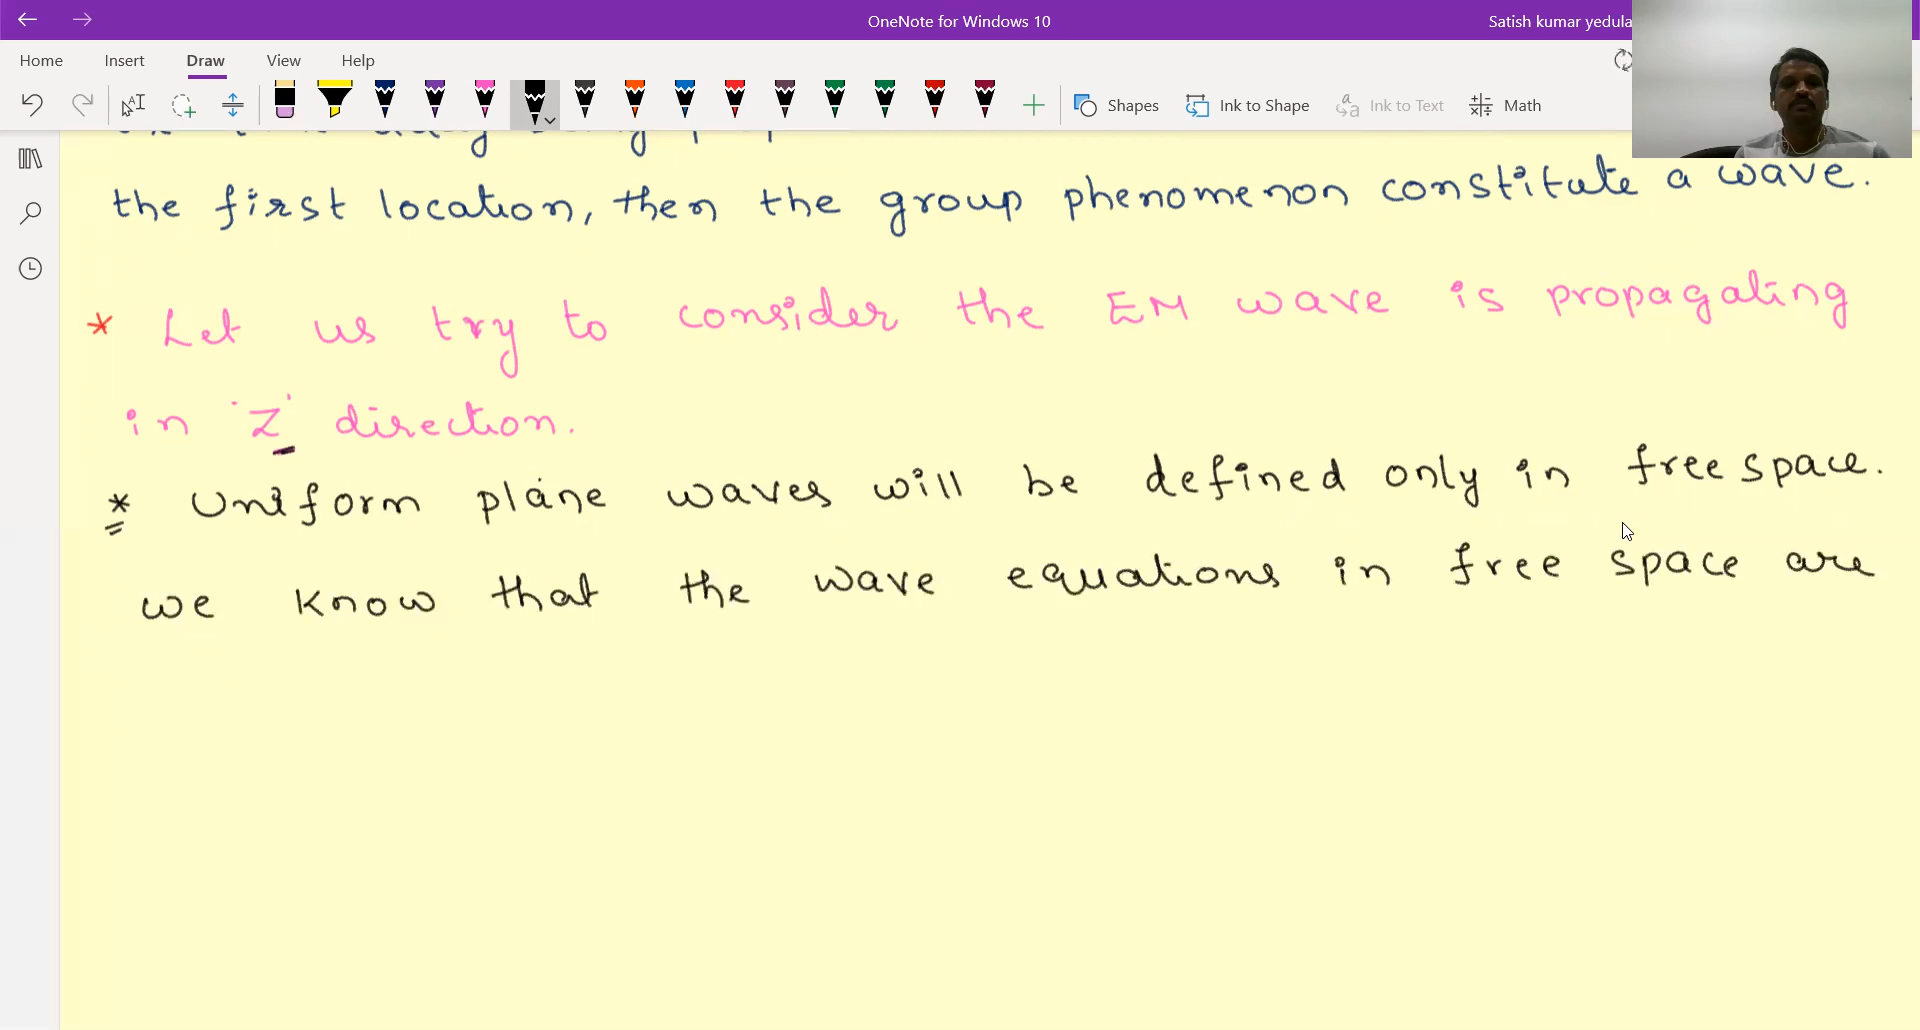 OneNote for Windows 10
Satish kumar yedula
Home Insert Draw View Help
Shapes Ink to Shape Ink to Text Math
the first location, then the group phenomenon constitute a wave.
* Let us try to consider the EM wave is propagating
in 'Z' direction.
* Uniform plane waves will be defined only in free space.
we know that the wave equations in free space are